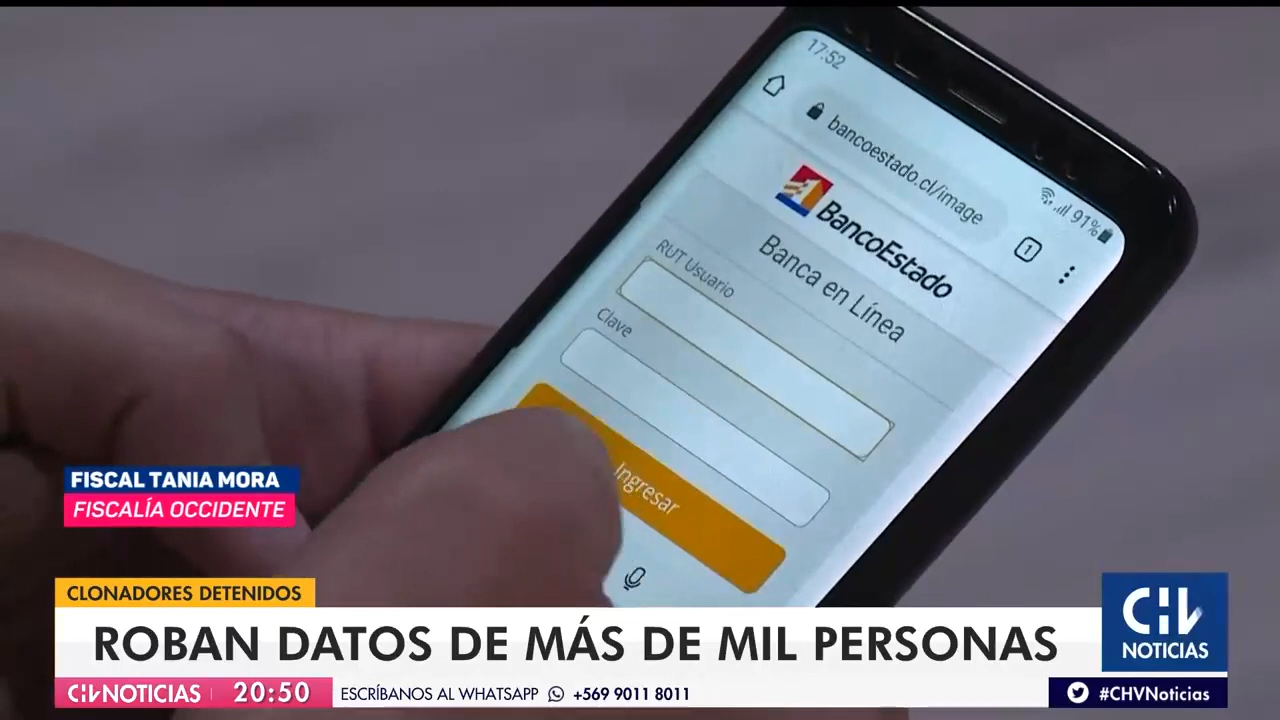 17:52
91%
bancoestado.cl/image
1
BancoEstado
Banca en Línea
RUT Usuario
Clave
Ingresar
FISCAL TANIA MORA
FISCALÍA OCCIDENTE
CLONADORES DETENIDOS
ROBAN DATOS DE MÁS DE MIL PERSONAS
CHV
NOTICIAS
CHV NOTICIAS 20:50 ESCRÍBANOS AL WHATSAPP +569 9011 8011
#CHVNoticias